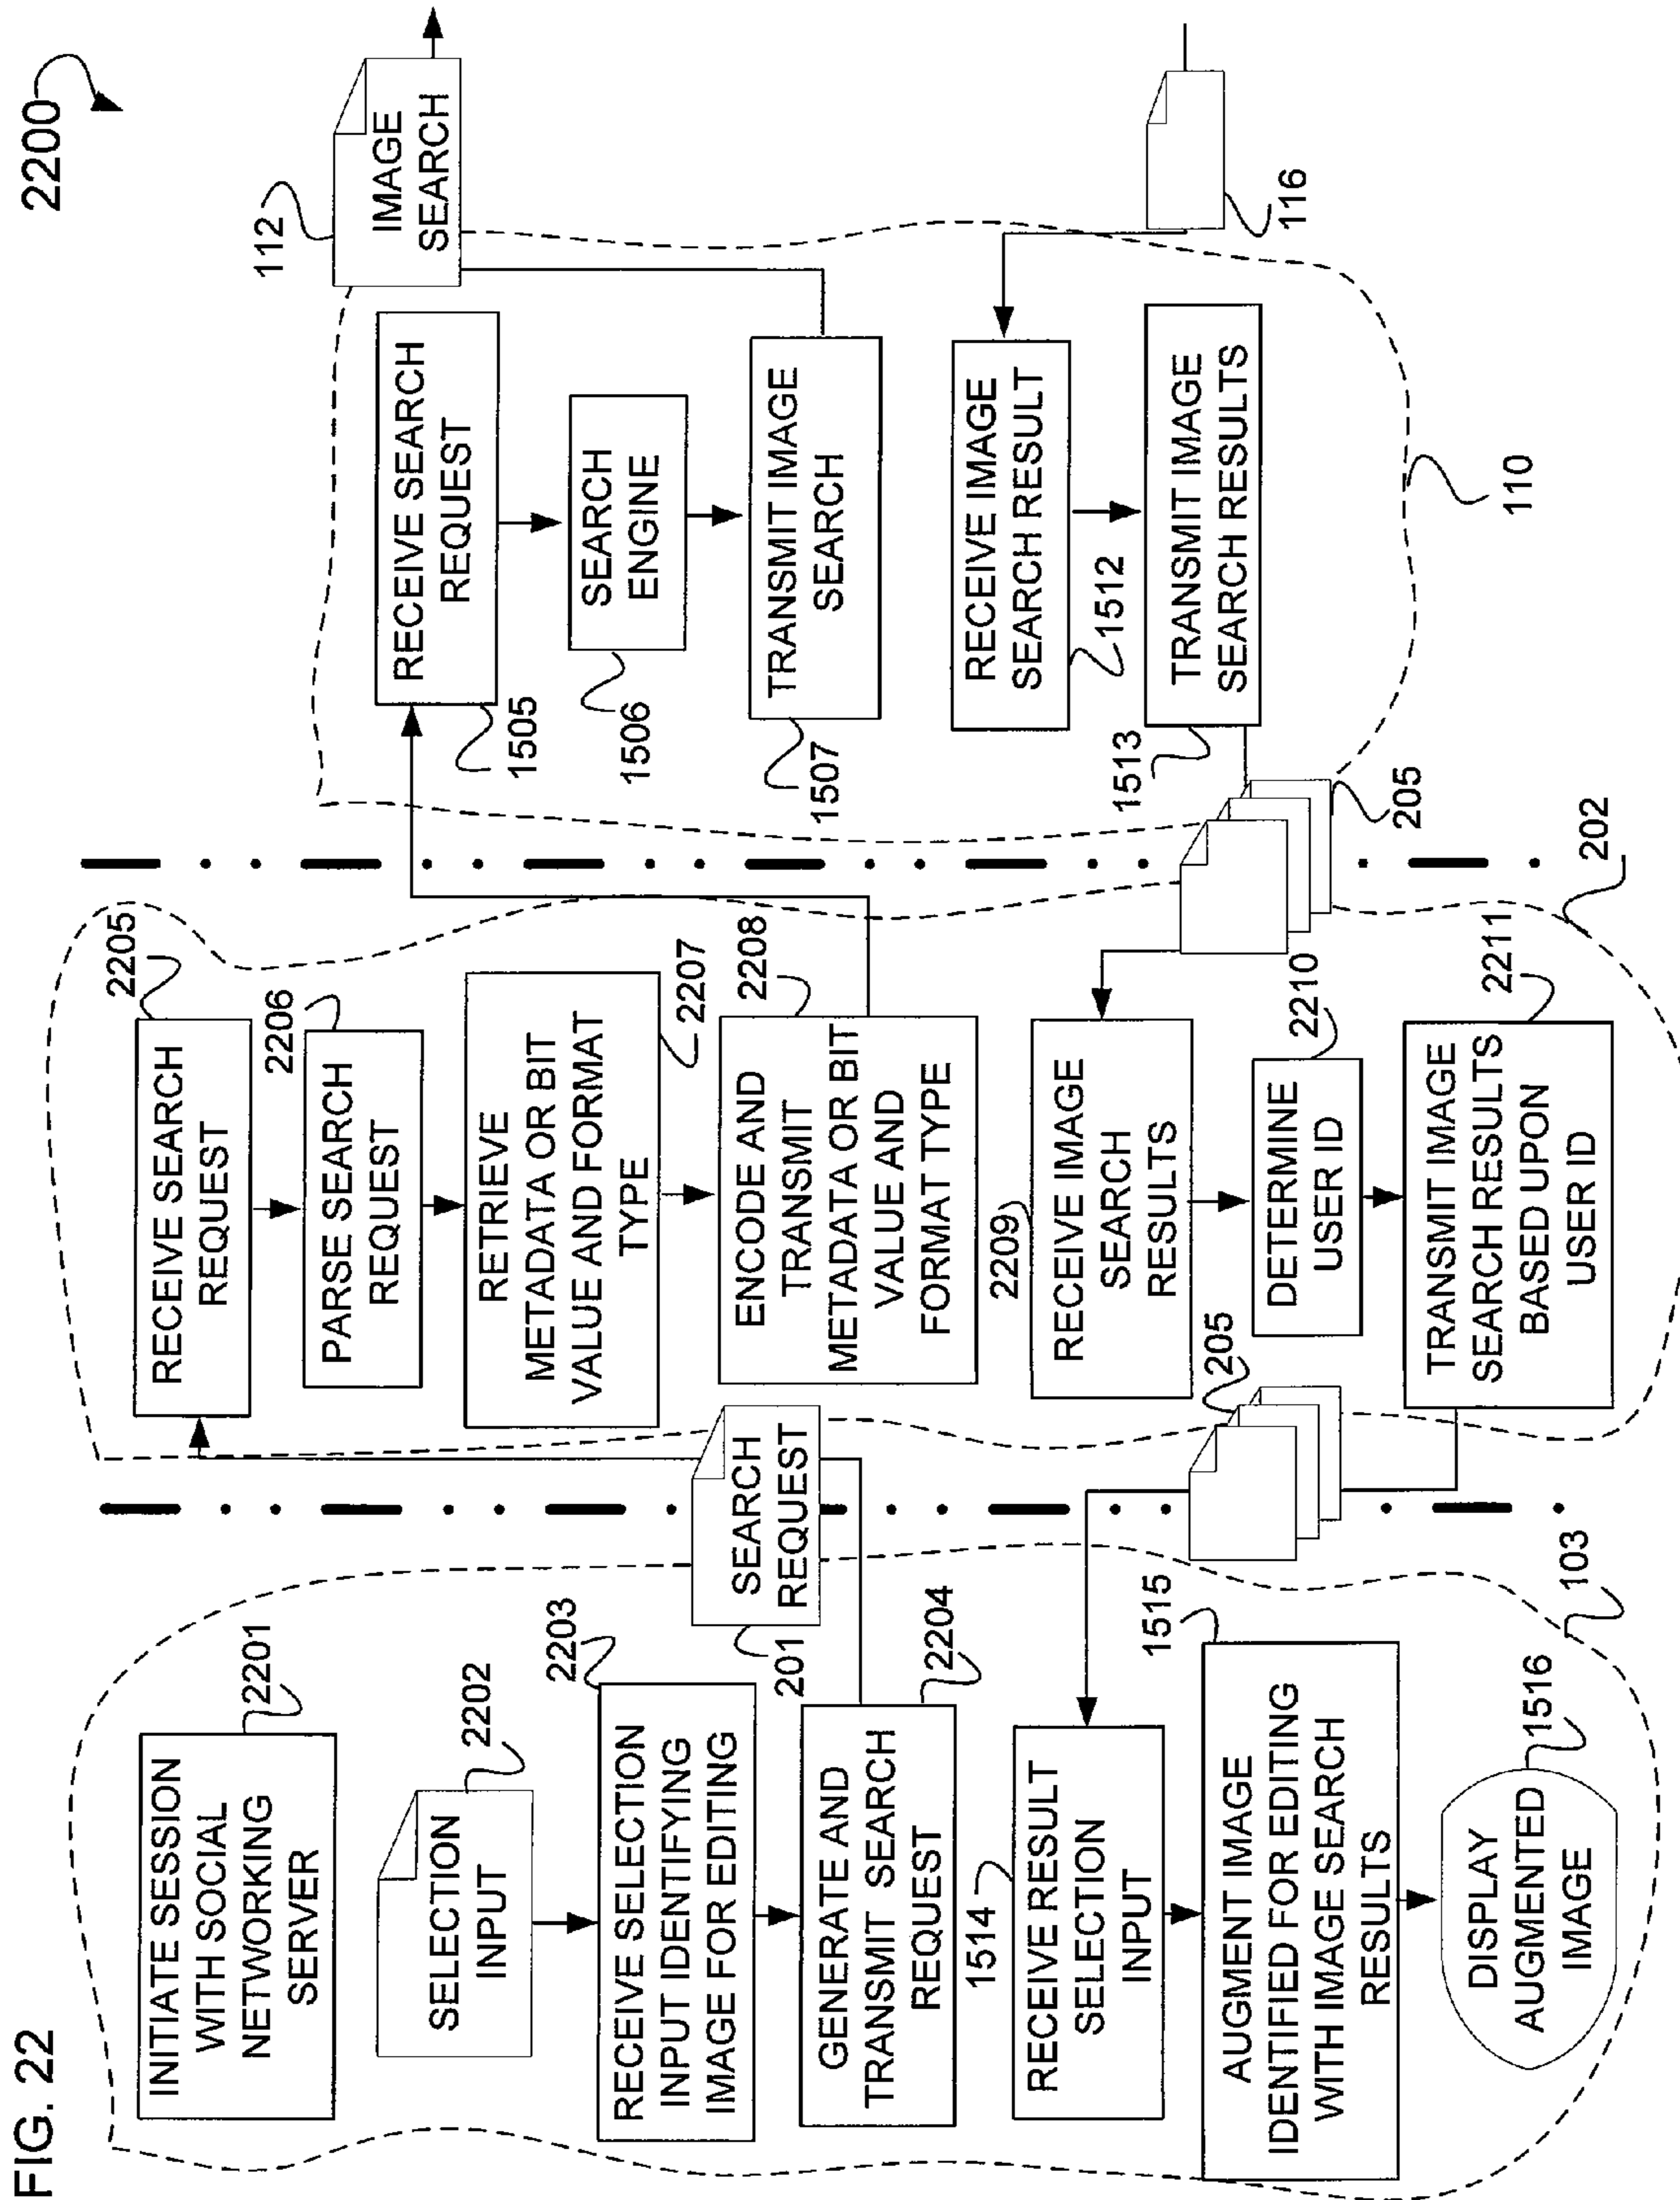 FIG. 22
2200
INITIATE SESSION
WITH SOCIAL
NETWORKING
SERVER
2201
SELECTION
INPUT
2202
2203
RECEIVE SELECTION
INPUT IDENTIFYING
IMAGE FOR EDITING
201
SEARCH
REQUEST
GENERATE AND
TRANSMIT SEARCH
REQUEST
2204
1514
RECEIVE RESULT
SELECTION
INPUT
1515
AUGMENT IMAGE
IDENTIFIED FOR EDITING
WITH IMAGE SEARCH
RESULTS
DISPLAY
AUGMENTED
IMAGE
1516
103
2205
RECEIVE SEARCH
REQUEST
2206
PARSE SEARCH
REQUEST
RETRIEVE
METADATA OR BIT
VALUE AND FORMAT
TYPE
2207
2208
ENCODE AND
TRANSMIT
METADATA OR BIT
VALUE AND
FORMAT TYPE
2209
RECEIVE IMAGE
SEARCH
RESULTS
205
2210
DETERMINE
USER ID
2211
TRANSMIT IMAGE
SEARCH RESULTS
BASED UPON
USER ID
202
112
IMAGE
SEARCH
RECEIVE SEARCH
REQUEST
1505
SEARCH
ENGINE
1506
TRANSMIT IMAGE
SEARCH
1507
116
RECEIVE IMAGE
SEARCH RESULT
1512
TRANSMIT IMAGE
SEARCH RESULTS
1513
205
110